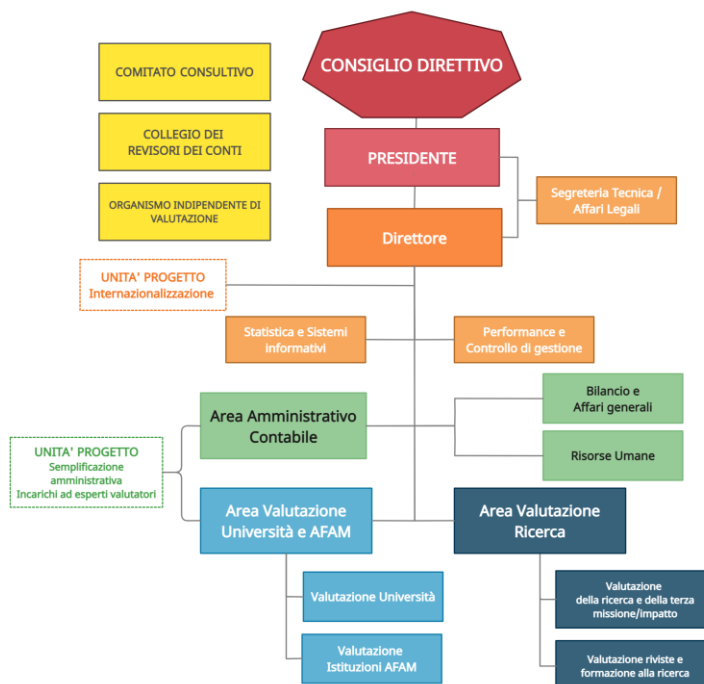 COMITATO CONSULTIVO
CONSIGLIO DIRETTIVO
COLLEGIO DEI
REVISORI DEI CONTI
PRESIDENTE
ORGANISMO INDIPENDENTE DI
VALUTAZIONE
Segreteria Tecnica /
Affari Legali
Direttore
UNITA' PROGETTO
Internazionalizzazione
Statistica e Sistemi
informativi
Performance e
Controllo di gestione
Area Amministrativo
Contabile
Bilancio e
Affari generali
Risorse Umane
UNITA' PROGETTO
Semplificazione
amministrativa
Incarichi ad esperti valutatori
Area Valutazione
Università e AFAM
Area Valutazione
Ricerca
Valutazione Università
Valutazione
Istituzioni AFAM
Valutazione
della ricerca e della terza
missione/impatto
Valutazione riviste e
formazione alla ricerca